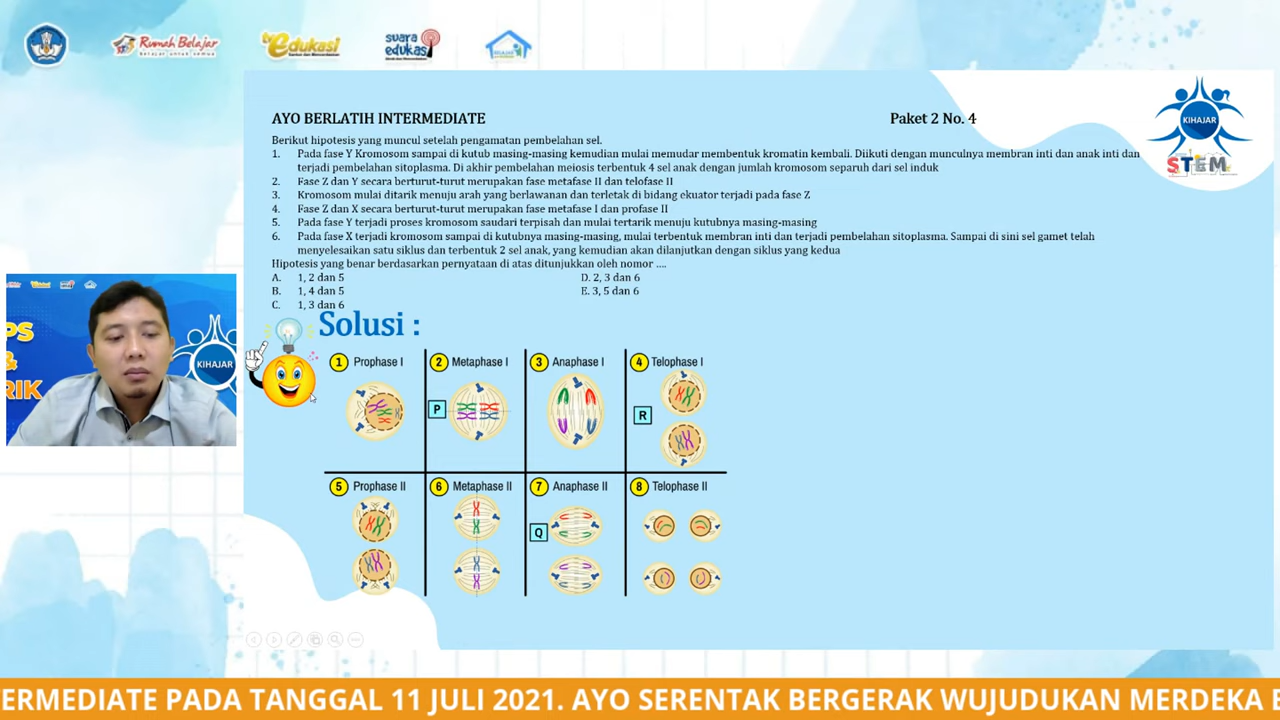 Rumah Belajar
Belajar untuk semua
tv edukasi
suara
edukasi
AYO BERLATIH INTERMEDIATE
Paket 2 No. 4
Berikut hipotesis yang muncul setelah pengamatan pembelahan sel.
1. Pada fase Y Kromosom sampai di kutub masing-masing kemudian mulai memudar membentuk kromatin kembali. Diikuti dengan munculnya membran inti dan anak inti dan
terjadi pembelahan sitoplasma. Di akhir pembelahan meiosis terbentuk 4 sel anak dengan jumlah kromosom separuh dari sel induk
2. Fase Z dan Y secara berturut-turut merupakan fase metafase II dan telofase II
3. Kromosom mulai ditarik menuju arah yang berlawanan dan terletak di bidang ekuator terjadi pada fase Z
4. Fase Z dan X secara berturut-turut merupakan fase metafase I dan profase II
5. Pada fase Y terjadi proses kromosom saudari terpisah dan mulai tertarik menuju kutubnya masing-masing
6. Pada fase X terjadi kromosom sampai di kutubnya masing-masing, mulai terbentuk membran inti dan terjadi pembelahan sitoplasma. Sampai di sini sel gamet telah
menyelesaikan satu siklus dan terbentuk 2 sel anak, yang kemudian akan dilanjutkan dengan siklus yang kedua
Hipotesis yang benar berdasarkan pernyataan di atas ditunjukkan oleh nomor ....
A. 1, 2 dan 5
D. 2, 3 dan 6
B. 1, 4 dan 5
E. 3, 5 dan 6
C. 1, 3 dan 6
KIHAJAR
STEM
PS
&
RIK
KIHAJAR
Solusi :
1 Prophase I
2 Metaphase I
3 Anaphase I
4 Telophase I
P
R
5 Prophase II
6 Metaphase II
7 Anaphase II
8 Telophase II
Q
ERMEDIATE PADA TANGGAL 11 JULI 2021. AYO SERENTAK BERGERAK WUJUDUKAN MERDEKA B